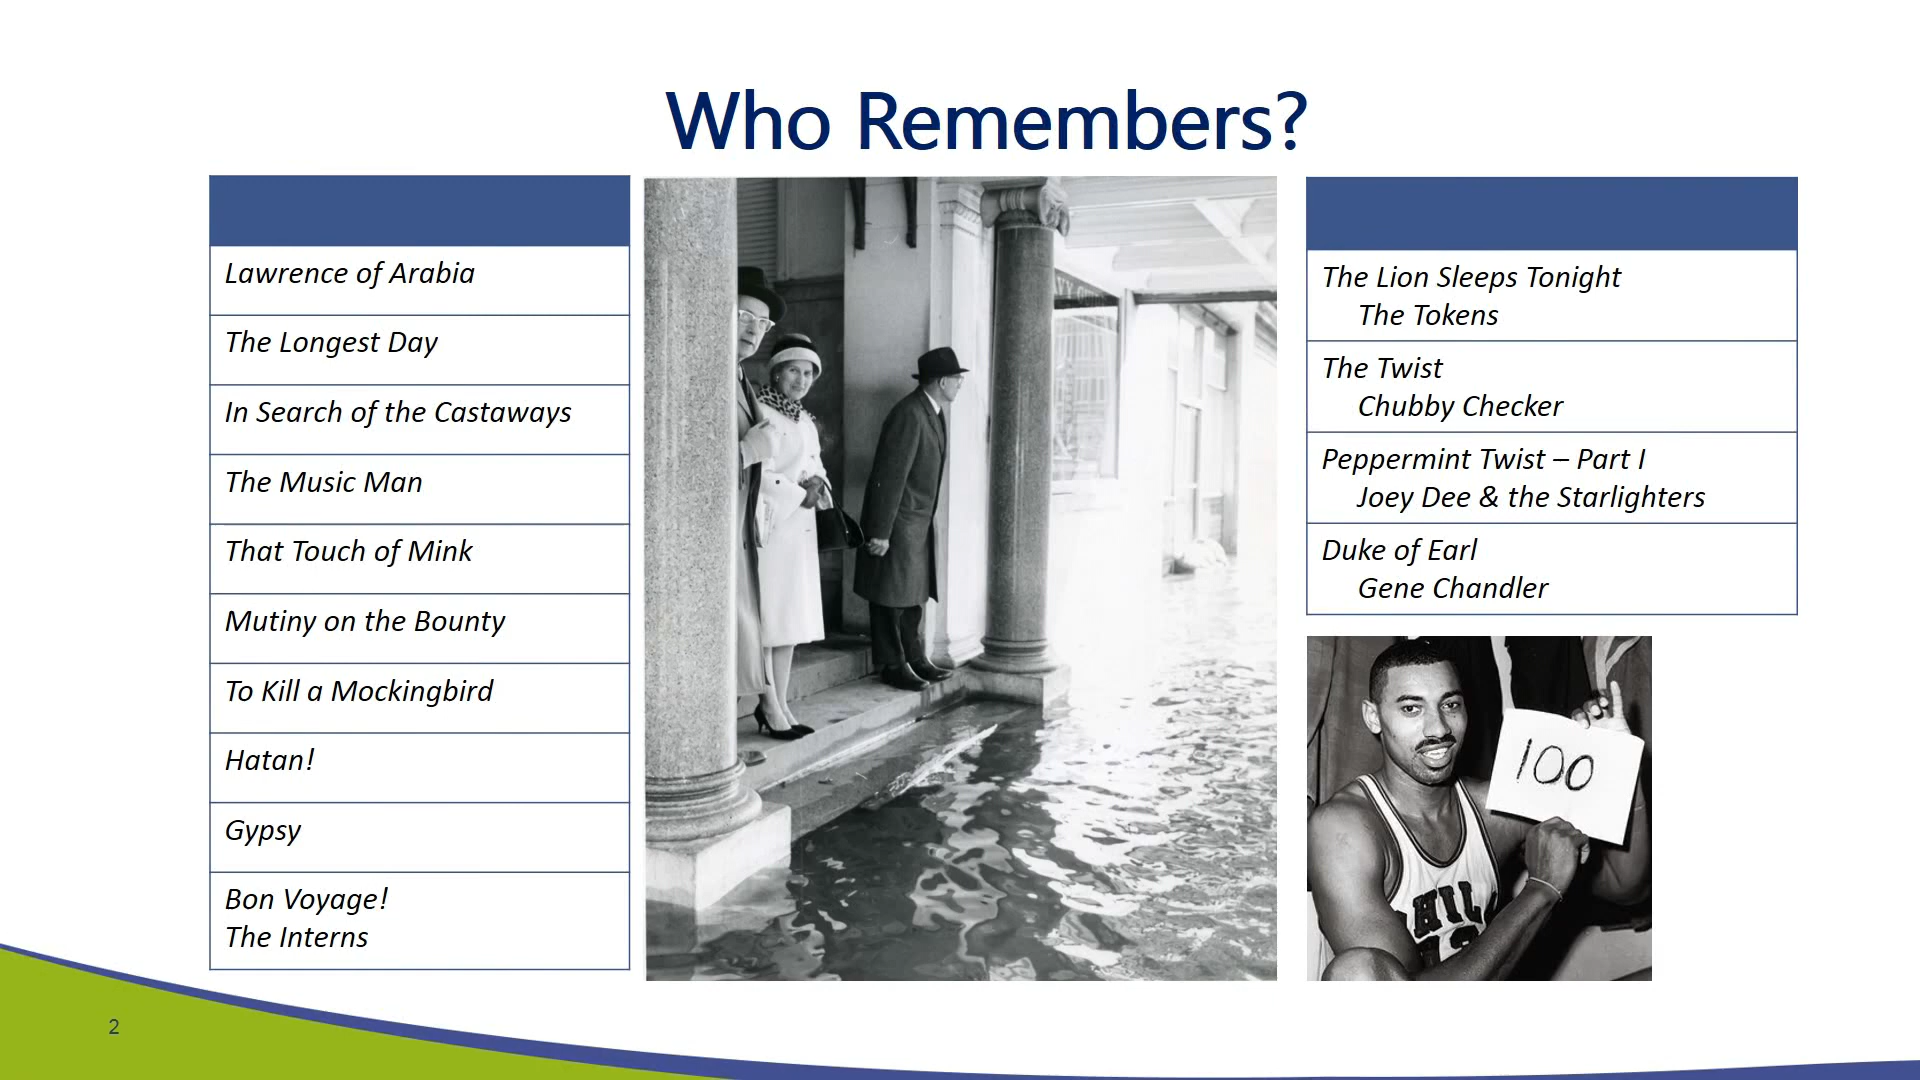 Who Remembers?
Lawrence of Arabia
The Longest Day
In Search of the Castaways
The Music Man
That Touch of Mink
Mutiny on the Bounty
To Kill a Mockingbird
Hatan!
Gypsy
Bon Voyage!
The Interns
The Lion Sleeps Tonight
The Tokens
The Twist
Chubby Checker
Peppermint Twist – Part I
Joey Dee & the Starlighters
Duke of Earl
Gene Chandler
100
2